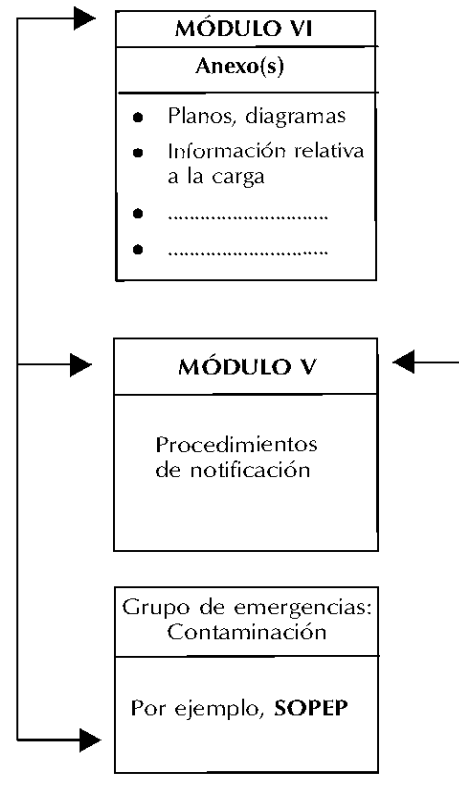 MÓDULO VI
Anexo(s)
● Planos, diagramas
● Información relativa
a la carga
● ..............................
● ..............................
MÓDULO V
Procedimientos
de notificación
Grupo de emergencias:
Contaminación
Por ejemplo, SOPEP